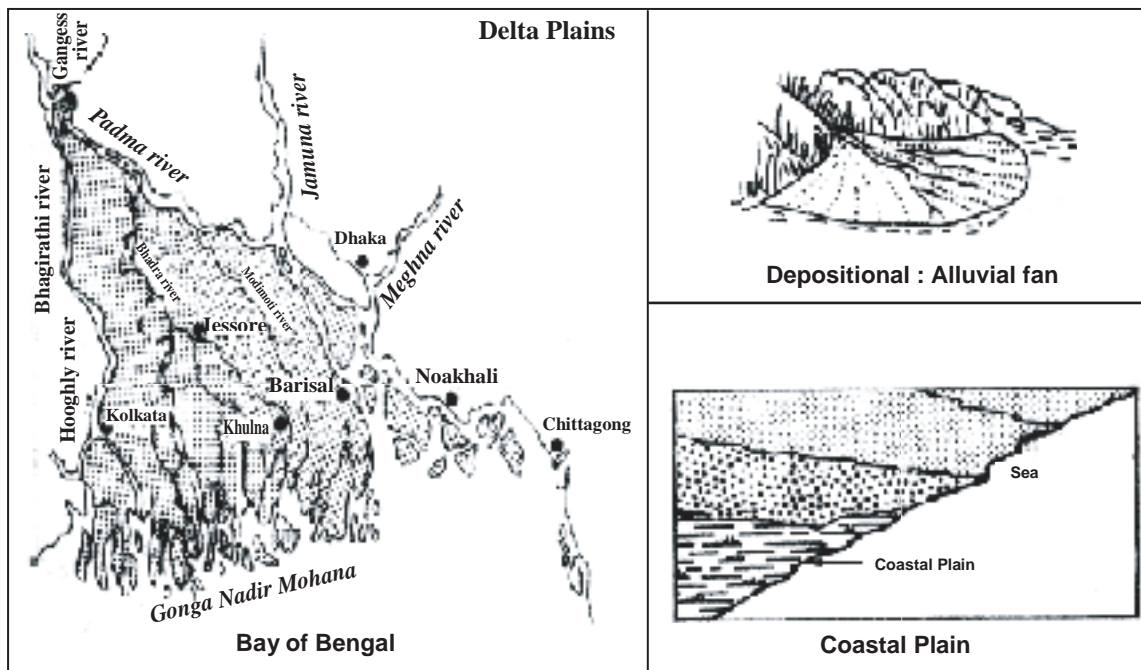 Delta Plains
Gangess
river
Padma river
Jamuna river
Dhaka
Meghna river
Bhagirathi river
Bhadra river
Modimoti river
Jessore
Hooghly river
Barisal
Noakhali
Kolkata
Khulna
Chittagong
Gonga Nadir Mohana
Bay of Bengal
Depositional : Alluvial fan
Sea
Coastal Plain
Coastal Plain